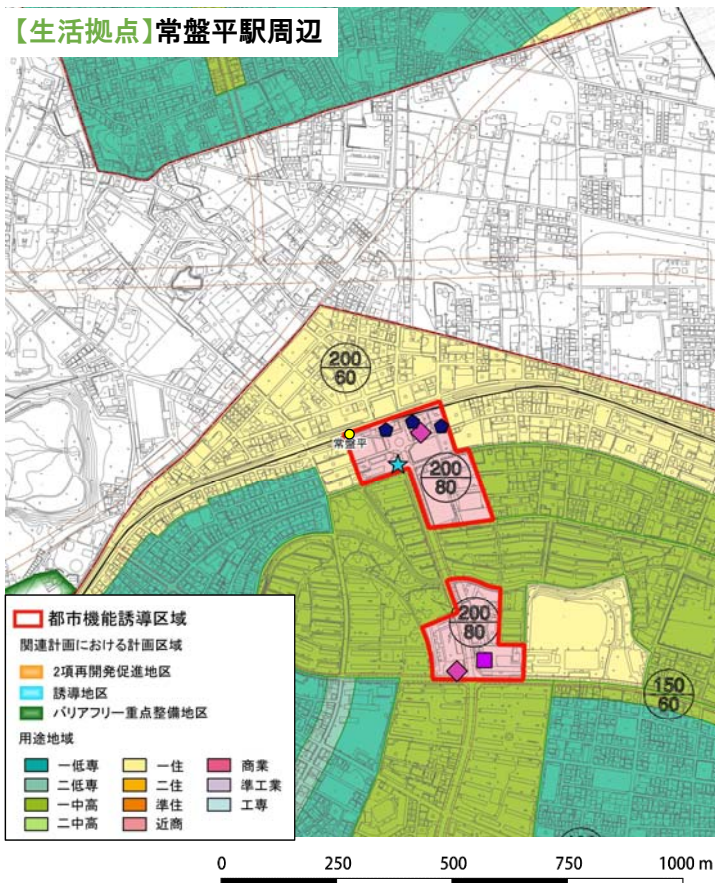 【生活拠点】常盤平駅周辺
200
60
常盤平
200
80
200
80
150
60
都市機能誘導区域
関連計画における計画区域
2項再開発促進地区
誘導地区
バリアフリー重点整備地区
用途地域
一低専 一住 商業
二低専 二住 準工業
一中高 準住 工専
二中高 近商
0 250 500 750 1000 m